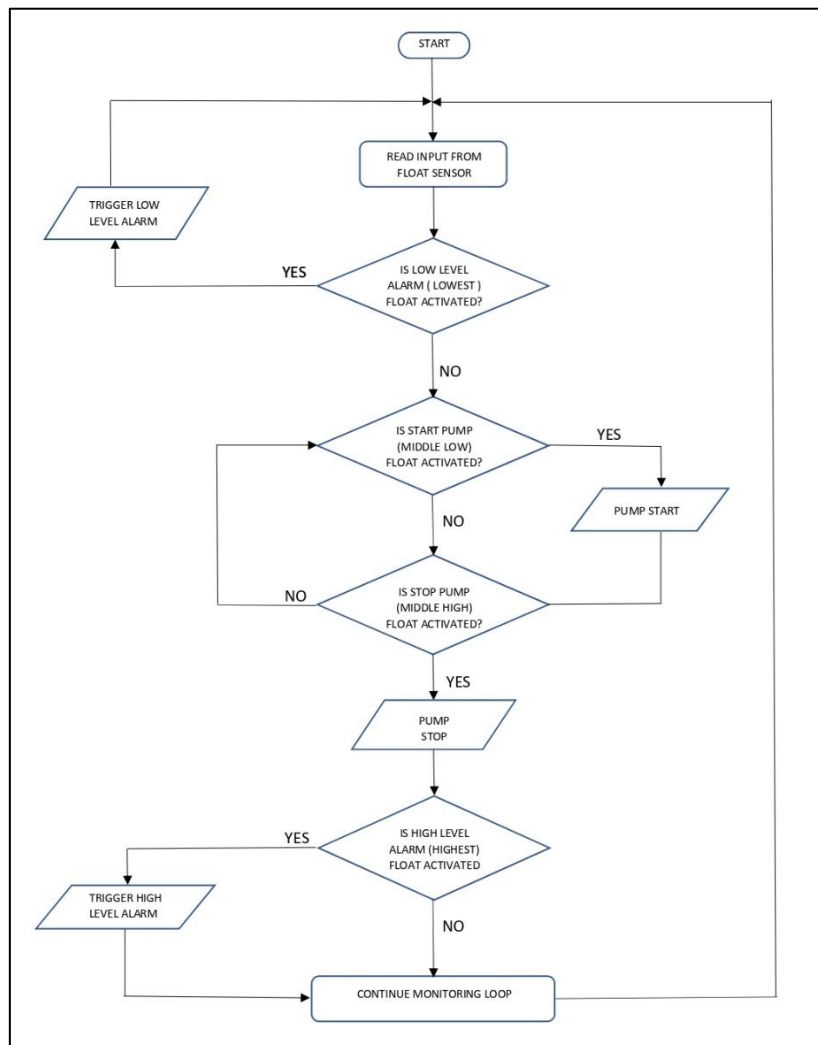 START
READ INPUT FROM
FLOAT SENSOR
TRIGGER LOW
LEVEL ALARM
YES
IS LOW LEVEL
ALARM ( LOWEST )
FLOAT ACTIVATED?
NO
IS START PUMP
(MIDDLE LOW)
FLOAT ACTIVATED?
YES
PUMP START
NO
IS STOP PUMP
(MIDDLE HIGH)
FLOAT ACTIVATED?
NO
YES
PUMP
STOP
IS HIGH LEVEL
ALARM (HIGHEST)
FLOAT ACTIVATED
YES
TRIGGER HIGH
LEVEL ALARM
NO
CONTINUE MONITORING LOOP